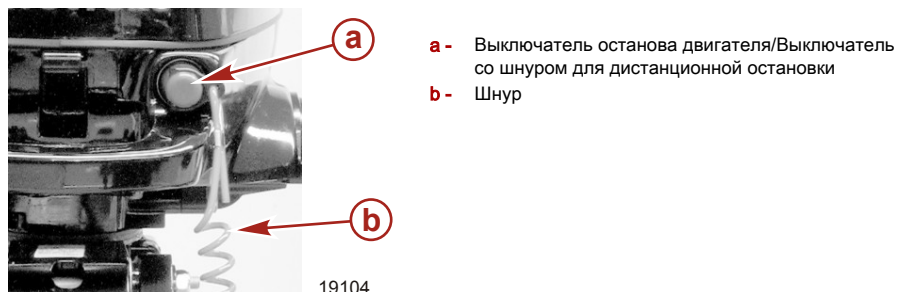 a
b
19104
a - Выключатель останова двигателя/Выключатель
со шнуром для дистанционной остановки
b - Шнур